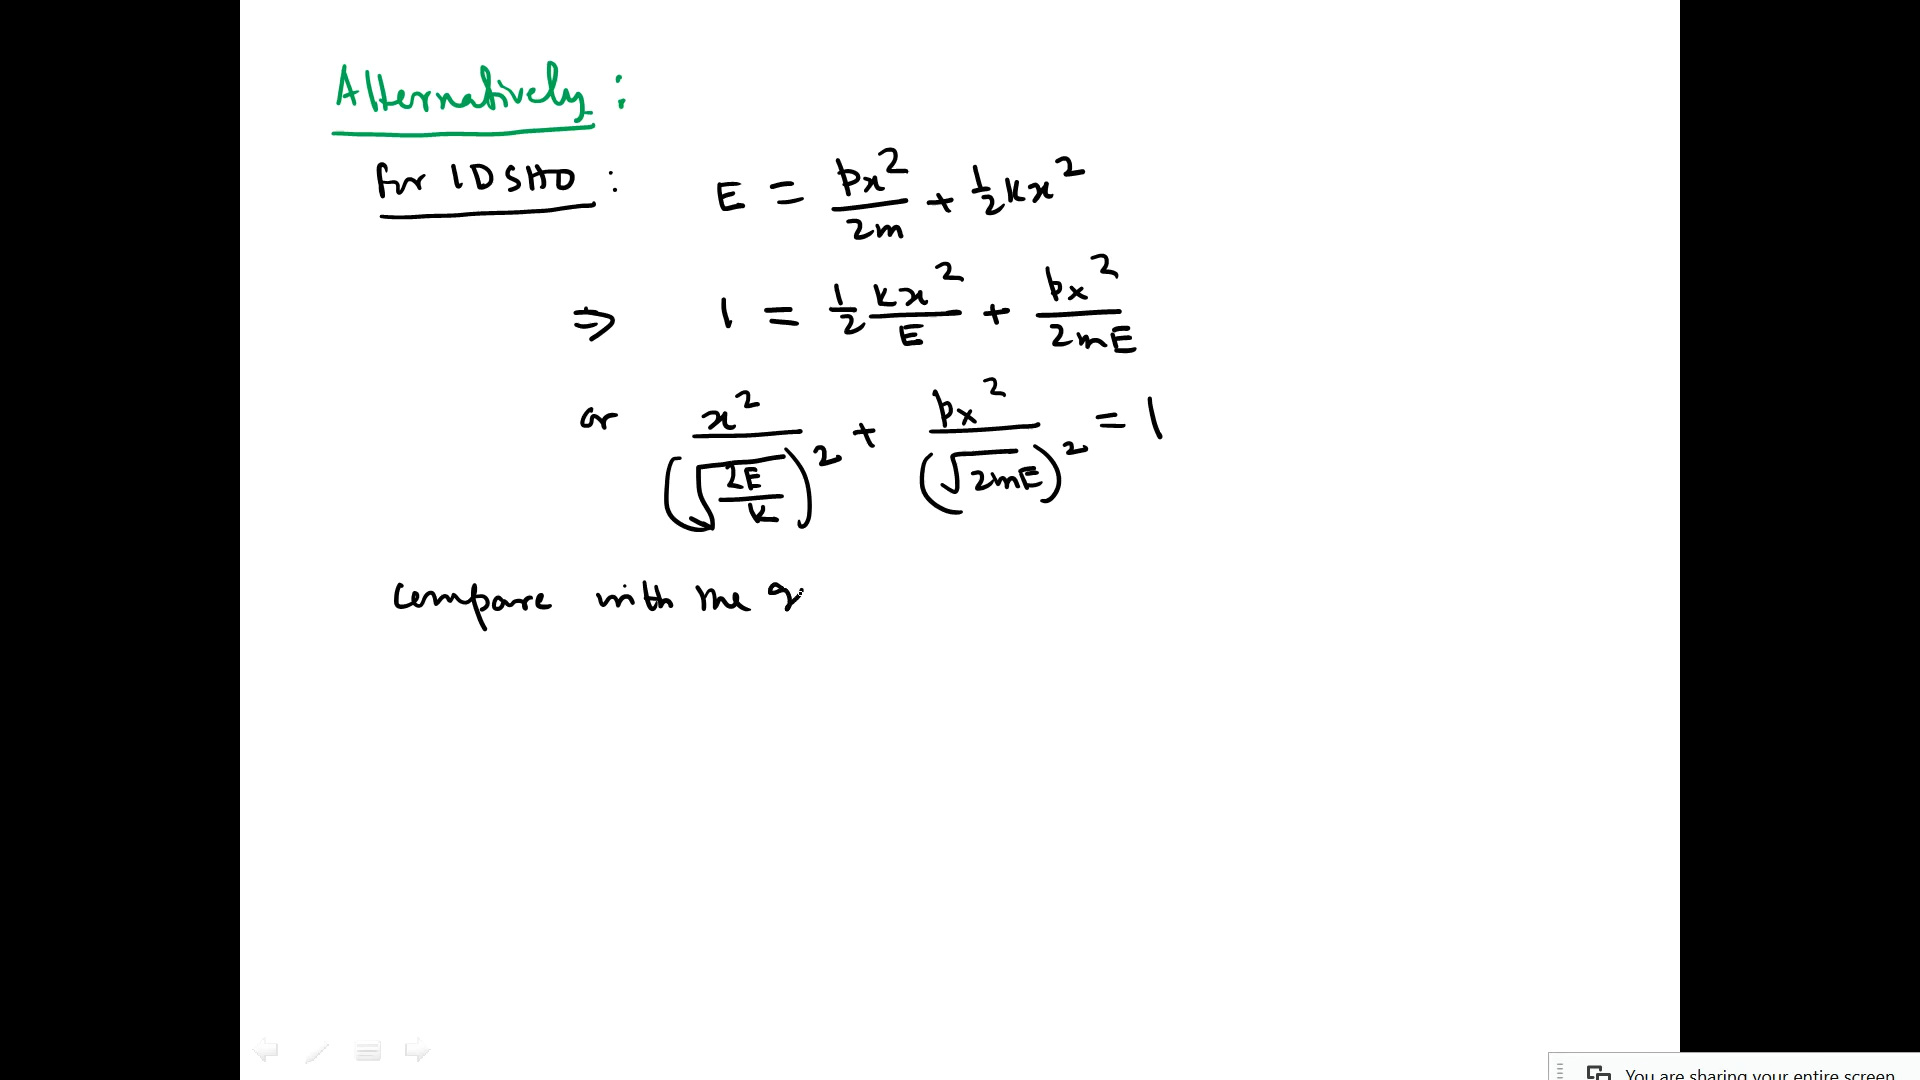 Alternatively :
for 1D SHO : E = px²/2m + ½kx²
⇒ 1 = ½ kx²/E + px²/2mE
or x²/(√(2E/k))² + px²/(√2mE)² = 1
compare with the
You are sharing your entire screen